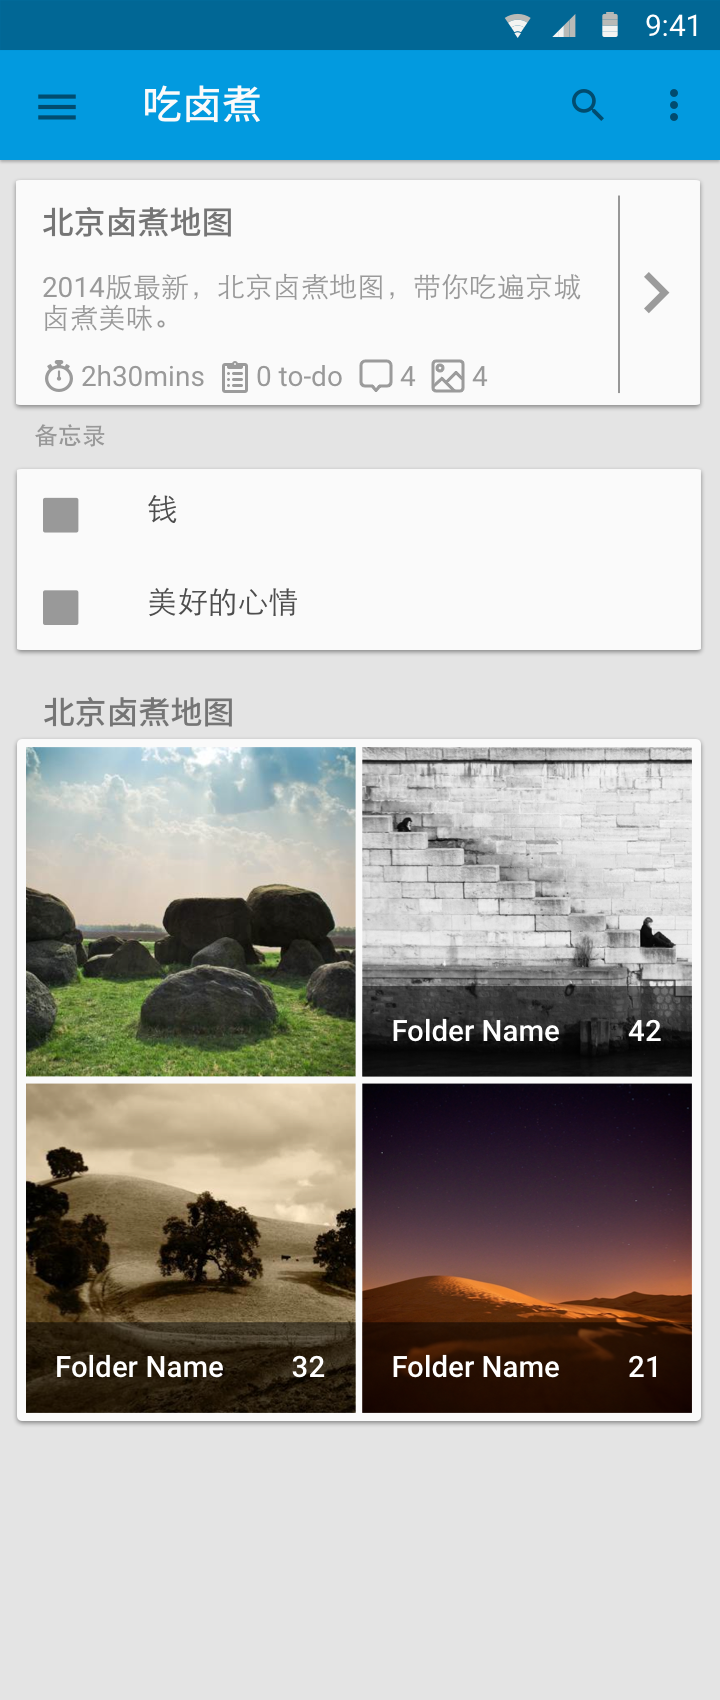 9:41
吃卤煮
北京卤煮地图
2014版最新，北京卤煮地图，带你吃遍京城
卤煮美味。
2h30mins 0 to-do 4 4
备忘录
钱
美好的心情
北京卤煮地图
Folder Name 42
Folder Name 32
Folder Name 21